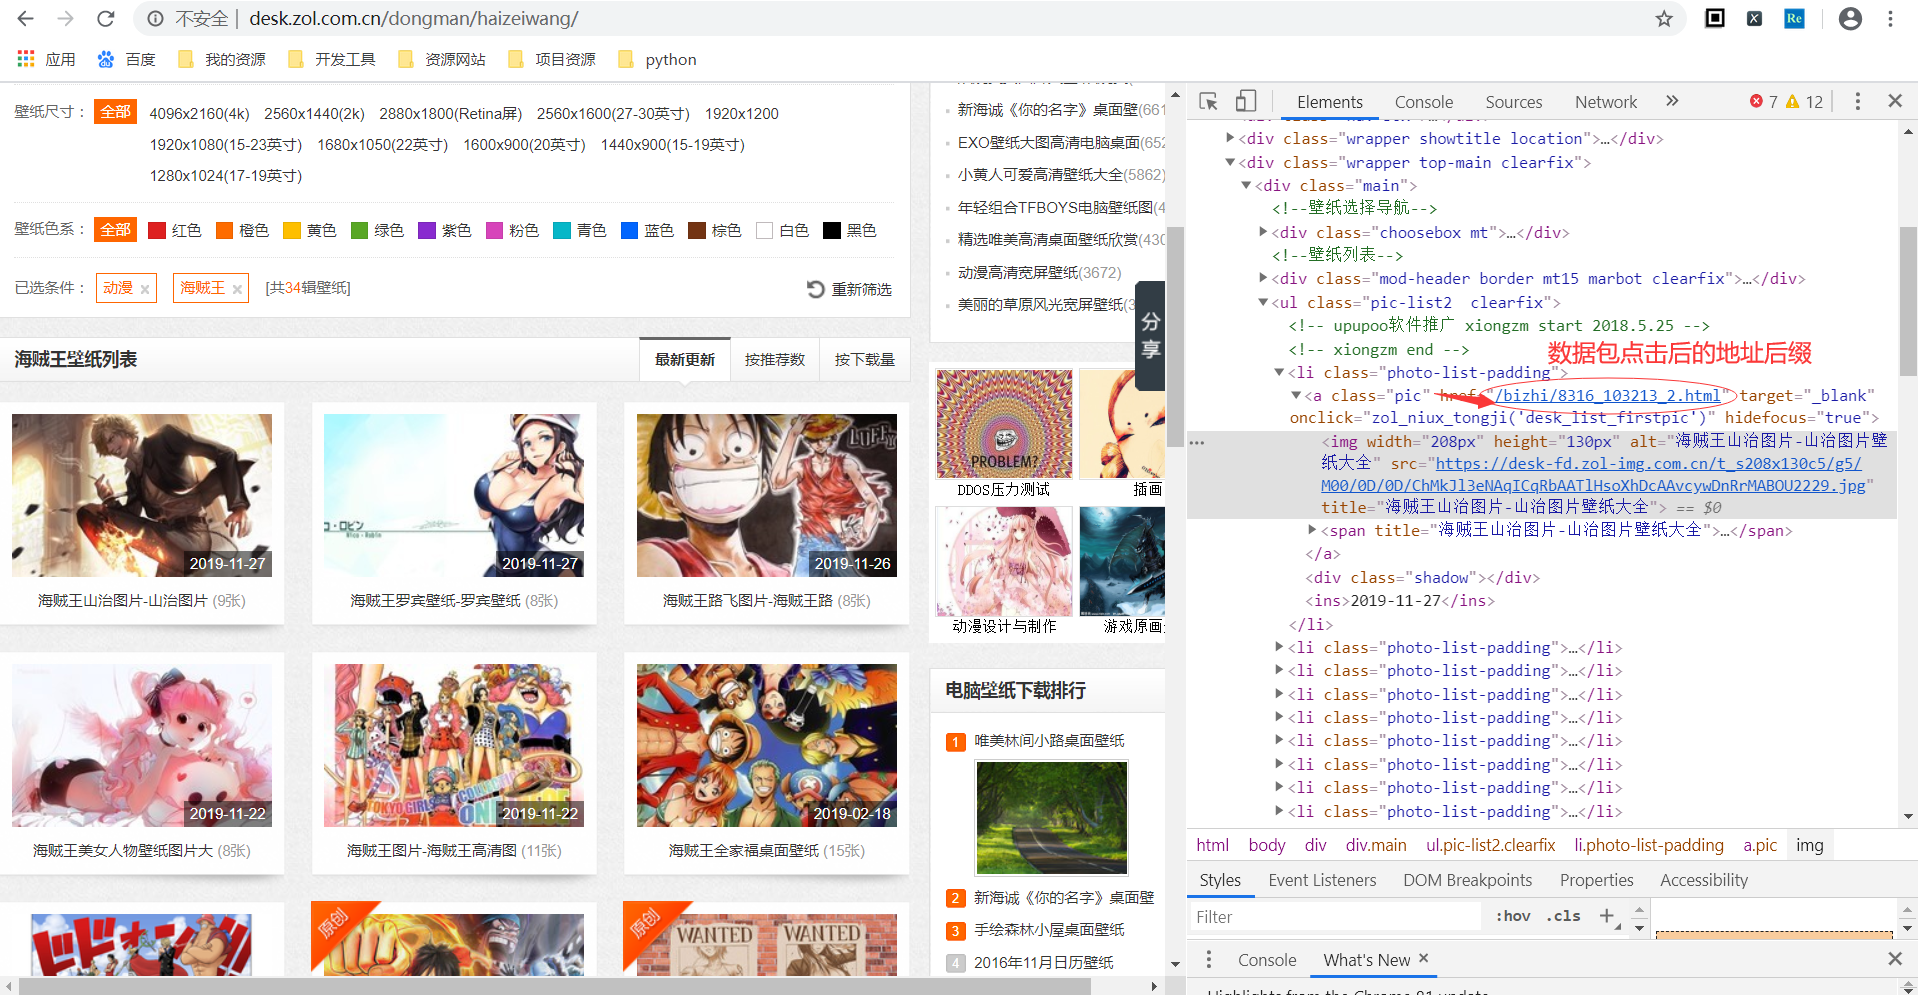 不安全 | desk.zol.com.cn/dongman/haizeiwang/
应用 百度 我的资源 开发工具 资源网站 项目资源 python
壁纸尺寸： 全部 4096x2160(4k) 2560x1440(2k) 2880x1800(Retina屏) 2560x1600(27-30英寸) 1920x1200
1920x1080(15-23英寸) 1680x1050(22英寸) 1600x900(20英寸) 1440x900(15-19英寸)
1280x1024(17-19英寸)
壁纸色系： 全部 红色 橙色 黄色 绿色 紫色 粉色 青色 蓝色 棕色 白色 黑色
已选条件： 动漫 × 海贼王 × [共34辑壁纸] 重新筛选
海贼王壁纸列表 最新更新 按推荐数 按下载量
LUFFY
コ・ロビン
Nico・Robin
2019-11-27
2019-11-27
2019-11-26
海贼王山治图片-山治图片 (9张)
海贼王罗宾壁纸-罗宾壁纸 (8张)
海贼王路飞图片-海贼王路 (8张)
TOKYO GIRLS
2019-11-22
2019-11-22
2019-02-18
海贼王美女人物壁纸图片大 (8张)
海贼王图片-海贼王高清图 (11张)
海贼王全家福桌面壁纸 (15张)
ドドォーン!!
原创
原创
WANTED WANTED
新海诚《你的名字》桌面壁(661
EXO壁纸大图高清电脑桌面(652
小黄人可爱高清壁纸大全(5862)
年轻组合TFBOYS电脑壁纸图(4
精选唯美高清桌面壁纸欣赏(430
动漫高清宽屏壁纸(3672)
美丽的草原风光宽屏壁纸(3
分享
PROBLEM?
DDOS压力测试 插画
动漫设计与制作 游戏原画
电脑壁纸下载排行
1 唯美林间小路桌面壁纸
2 新海诚《你的名字》桌面壁
3 手绘森林小屋桌面壁纸
4 2016年11月日历壁纸
Elements Console Sources Network » 7 12
<div class="wrapper showtitle location">…</div>
<div class="wrapper top-main clearfix">
<div class="main">
<!--壁纸选择导航-->
<div class="choosebox mt">…</div>
<!--壁纸列表-->
<div class="mod-header border mt15 marbot clearfix">…</div>
<ul class="pic-list2  clearfix">
<!-- upupoo软件推广 xiongzm start 2018.5.25 -->
<!-- xiongzm end -->
数据包点击后的地址后缀
<li class="photo-list-padding">
<a class="pic" href="/bizhi/8316_103213_2.html" target="_blank"
onclick="zol_niux_tongji('desk_list_firstpic')" hidefocus="true">
<img width="208px" height="130px" alt="海贼王山治图片-山治图片壁
纸大全" src="https://desk-fd.zol-img.com.cn/t_s208x130c5/g5/
M00/0D/0D/ChMkJl3eNAqICqRbAATlHsoXhDcAAvcywDnRrMABOU2229.jpg"
title="海贼王山治图片-山治图片壁纸大全"> == $0
<span title="海贼王山治图片-山治图片壁纸大全">…</span>
</a>
<div class="shadow"></div>
<ins>2019-11-27</ins>
</li>
<li class="photo-list-padding">…</li>
<li class="photo-list-padding">…</li>
<li class="photo-list-padding">…</li>
<li class="photo-list-padding">…</li>
<li class="photo-list-padding">…</li>
<li class="photo-list-padding">…</li>
<li class="photo-list-padding">…</li>
<li class="photo-list-padding">…</li>
html body div div.main ul.pic-list2.clearfix li.photo-list-padding a.pic img
Styles Event Listeners DOM Breakpoints Properties Accessibility
Filter :hov .cls +
Console What's New ×
Highlights from the Chrome 81 update